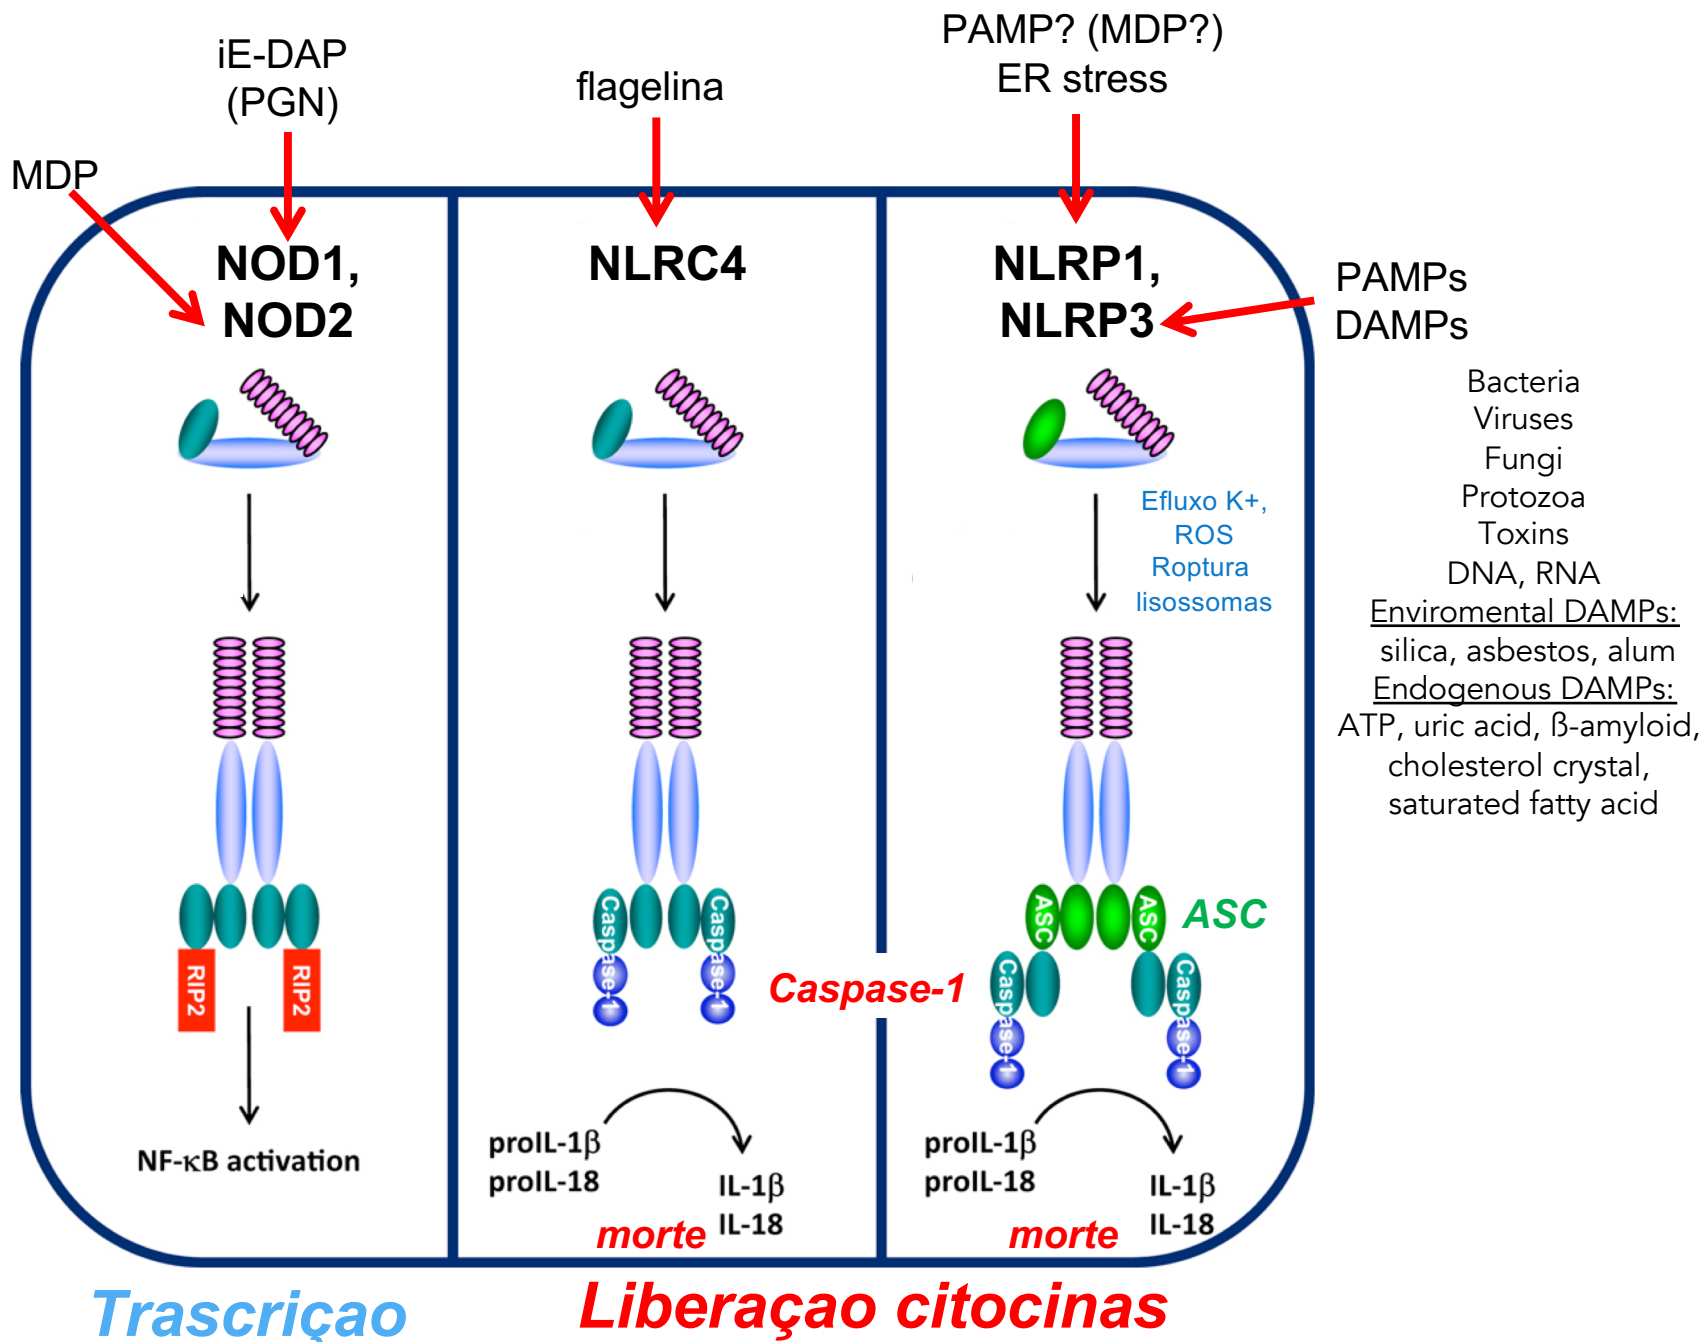 iE-DAP
(PGN)
MDP
flagelina
PAMP? (MDP?)
ER stress
NOD1,
NOD2
NLRC4
NLRP1,
NLRP3
PAMPs
DAMPs
Bacteria
Viruses
Fungi
Protozoa
Toxins
DNA, RNA
Enviromental DAMPs:
silica, asbestos, alum
Endogenous DAMPs:
ATP, uric acid, ß-amyloid,
cholesterol crystal,
saturated fatty acid
Efluxo K+,
ROS
Roptura
lisossomas
RIP2
RIP2
NF-κB activation
Caspase-1
Caspase-1
Caspase-1
ASC
ASC
ASC
Caspase-1
Caspase-1
proIL-1β
proIL-18
IL-1β
IL-18
morte
proIL-1β
proIL-18
IL-1β
IL-18
morte
Trascriçao
Liberaçao citocinas